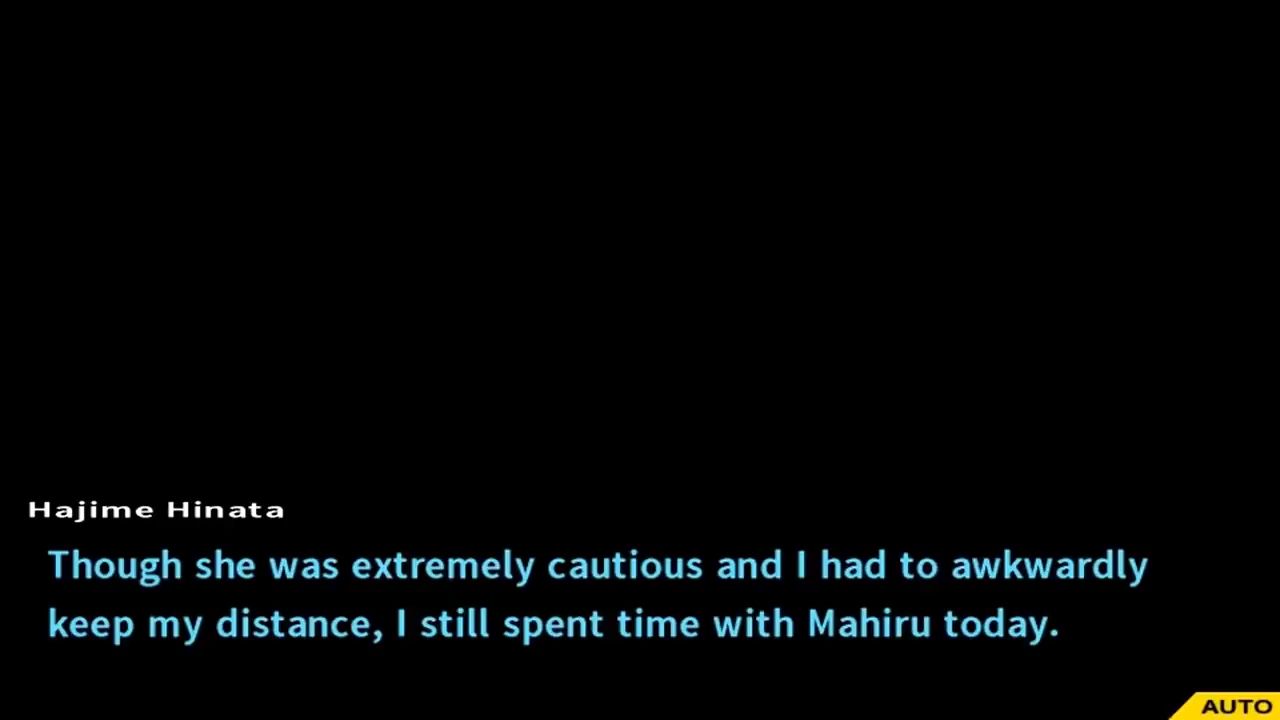 Hajime Hinata
Though she was extremely cautious and I had to awkwardly
keep my distance, I still spent time with Mahiru today.
AUTO